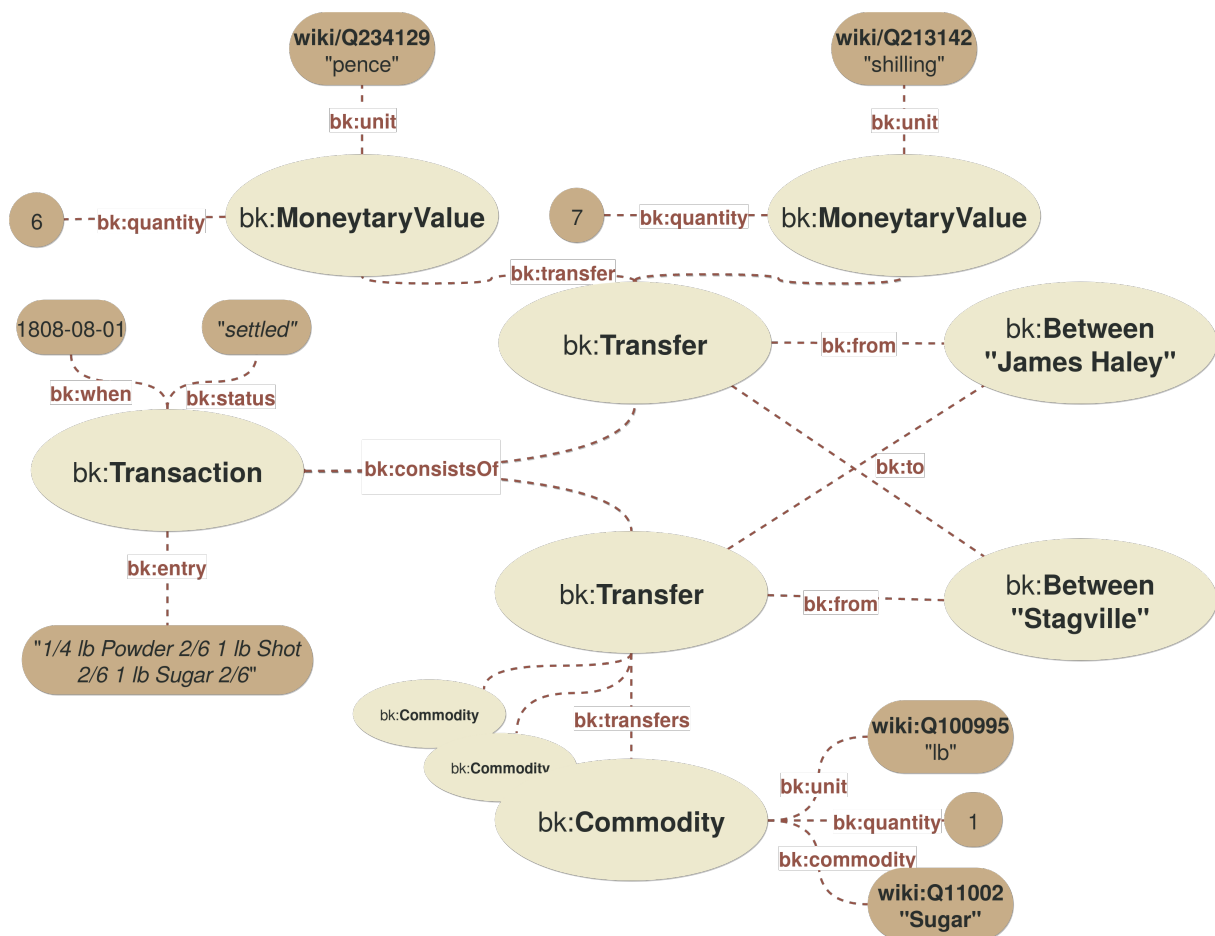 wiki/Q234129
"pence"
wiki/Q213142
"shilling"
bk:unit
bk:unit
6
bk:quantity
bk:MoneytaryValue
7
bk:quantity
bk:MoneytaryValue
bk:transfer
1808-08-01
"settled"
bk:Transfer
bk:from
bk:Between
"James Haley"
bk:when
bk:status
bk:Transaction
bk:consistsOf
bk:to
bk:entry
bk:Transfer
bk:from
bk:Between
"Stagville"
"1/4 lb Powder 2/6 1 lb Shot
2/6 1 lb Sugar 2/6"
bk:Commodity
bk:transfers
bk:Commodity
wiki:Q100995
"lb"
bk:unit
bk:Commodity
bk:quantity
1
bk:commodity
wiki:Q11002
"Sugar"